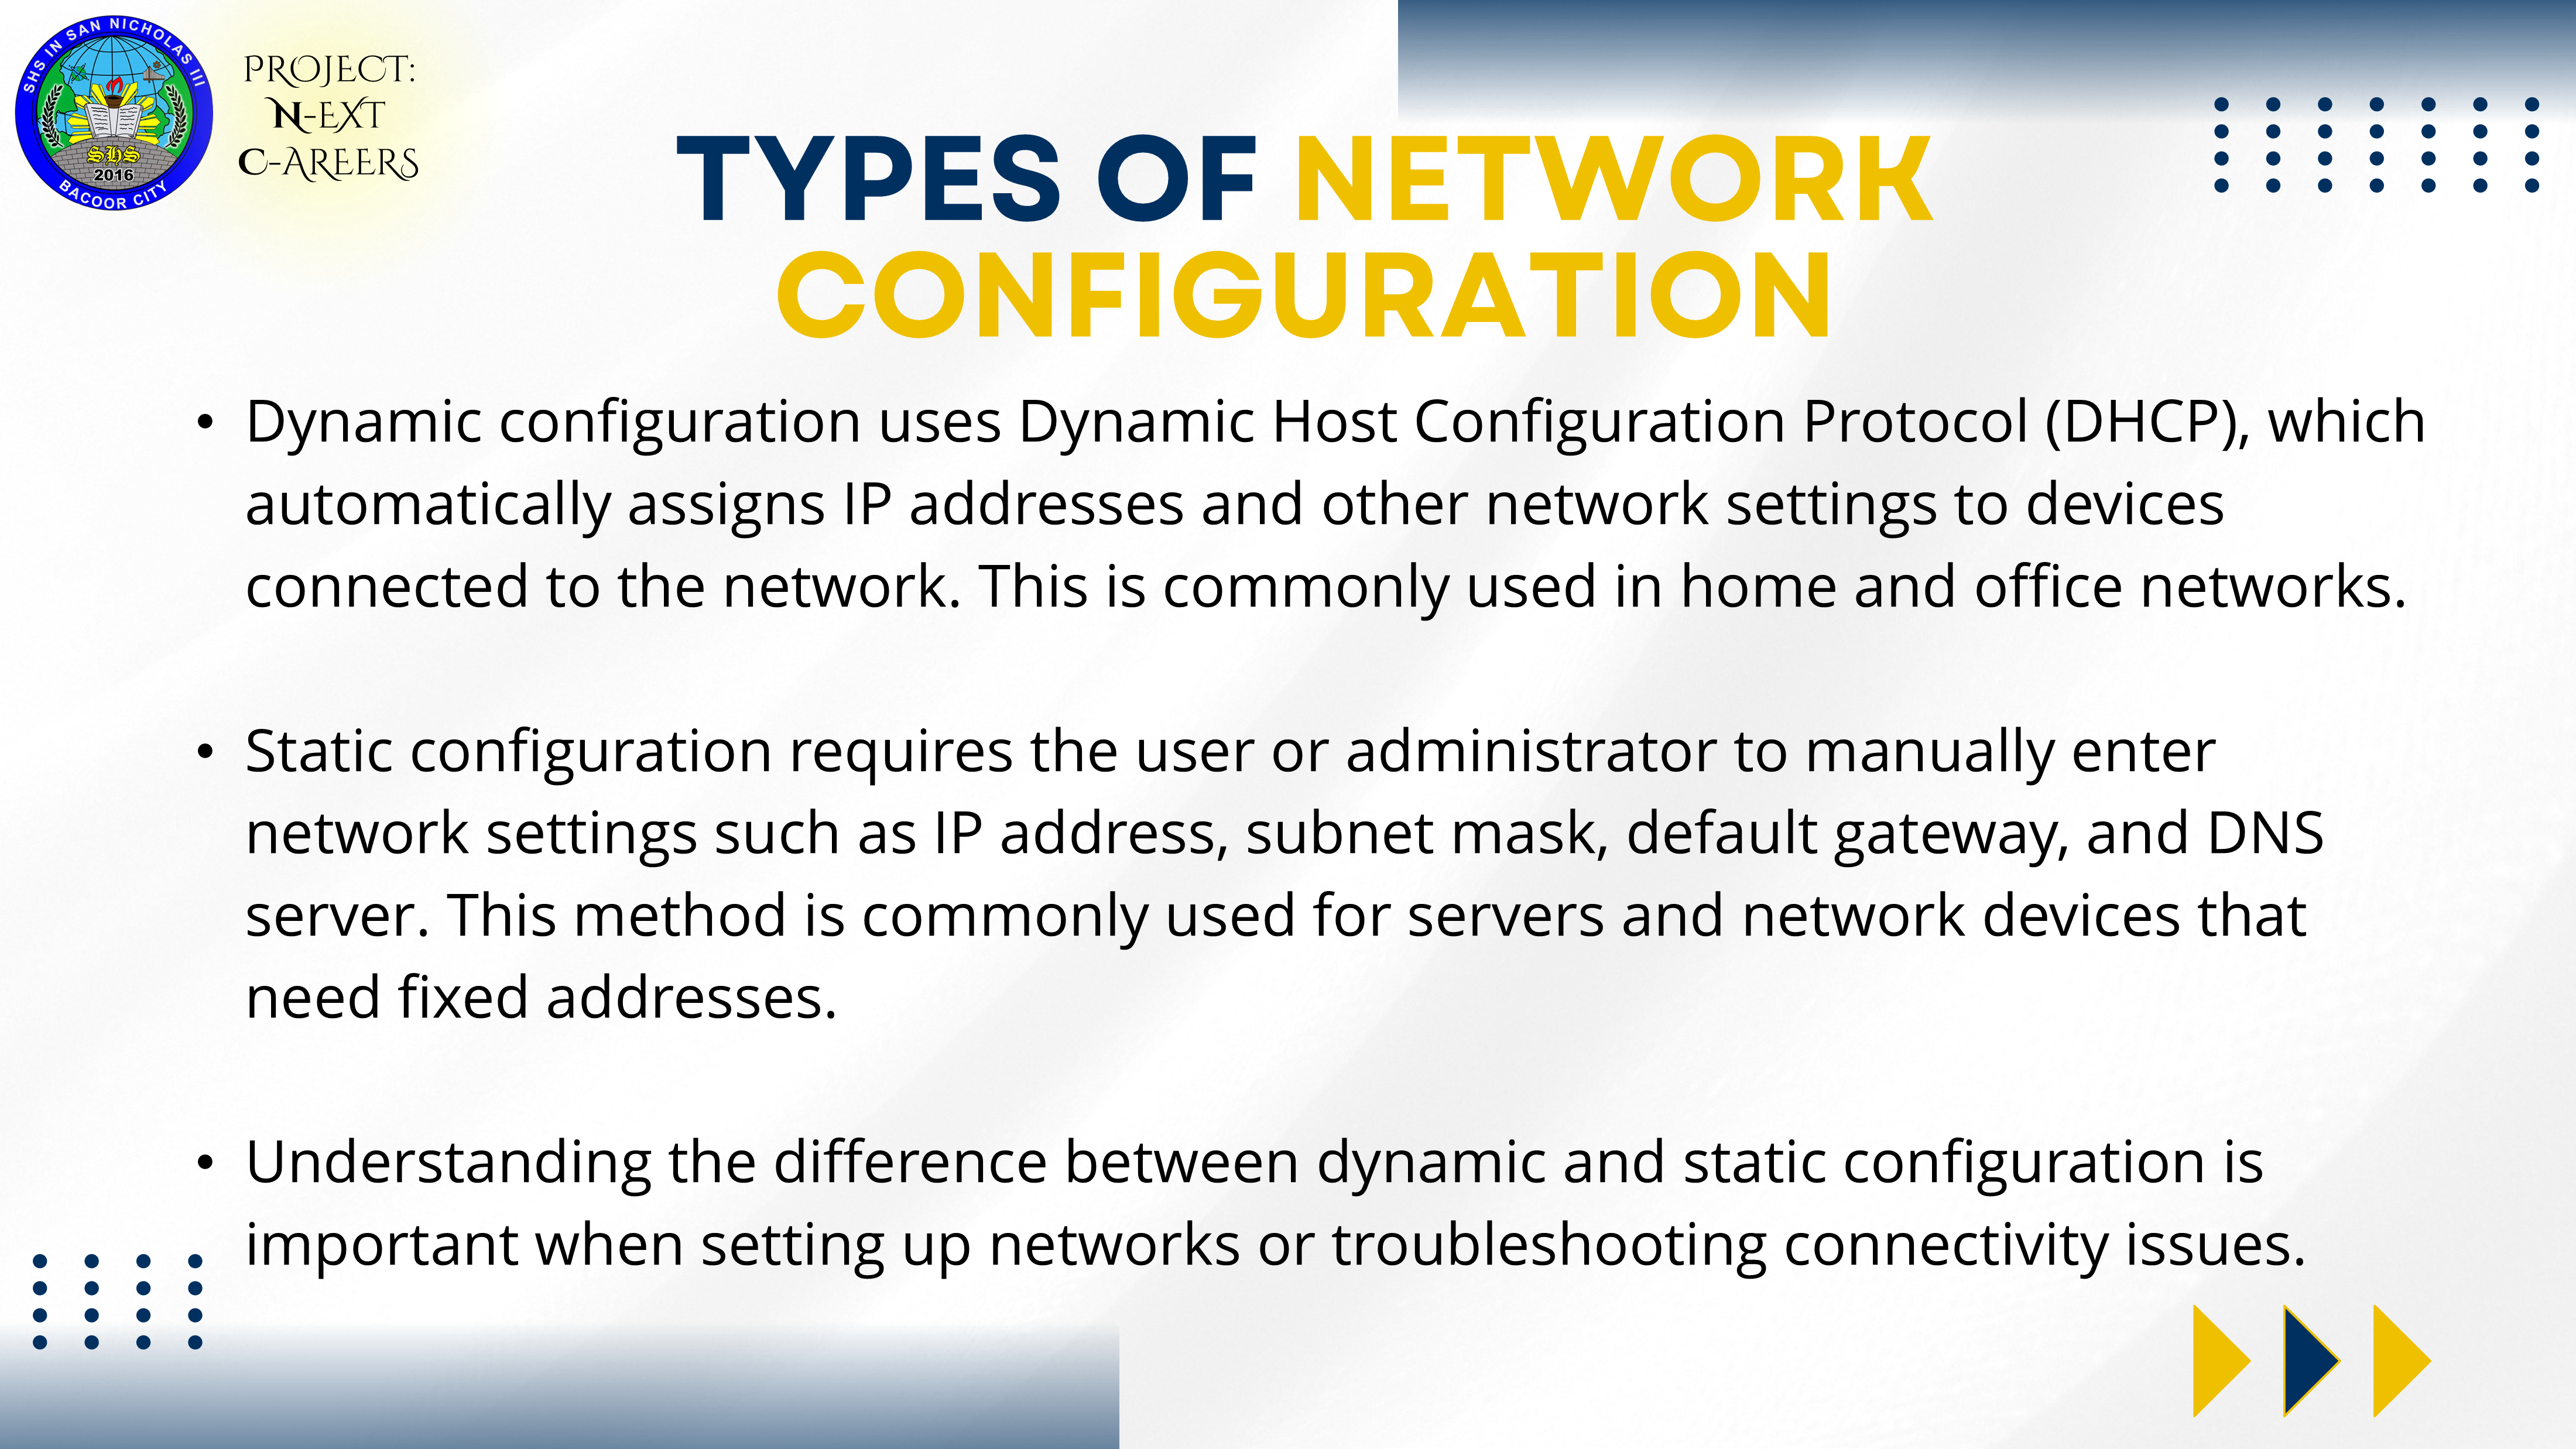 SHS IN SAN NICHOLAS III
SHS
2016
BACOOR CITY
PROJECT:
N-EXT
C-AREERS
TYPES OF NETWORK
CONFIGURATION
• Dynamic configuration uses Dynamic Host Configuration Protocol (DHCP), which
automatically assigns IP addresses and other network settings to devices
connected to the network. This is commonly used in home and office networks.
• Static configuration requires the user or administrator to manually enter
network settings such as IP address, subnet mask, default gateway, and DNS
server. This method is commonly used for servers and network devices that
need fixed addresses.
• Understanding the difference between dynamic and static configuration is
important when setting up networks or troubleshooting connectivity issues.